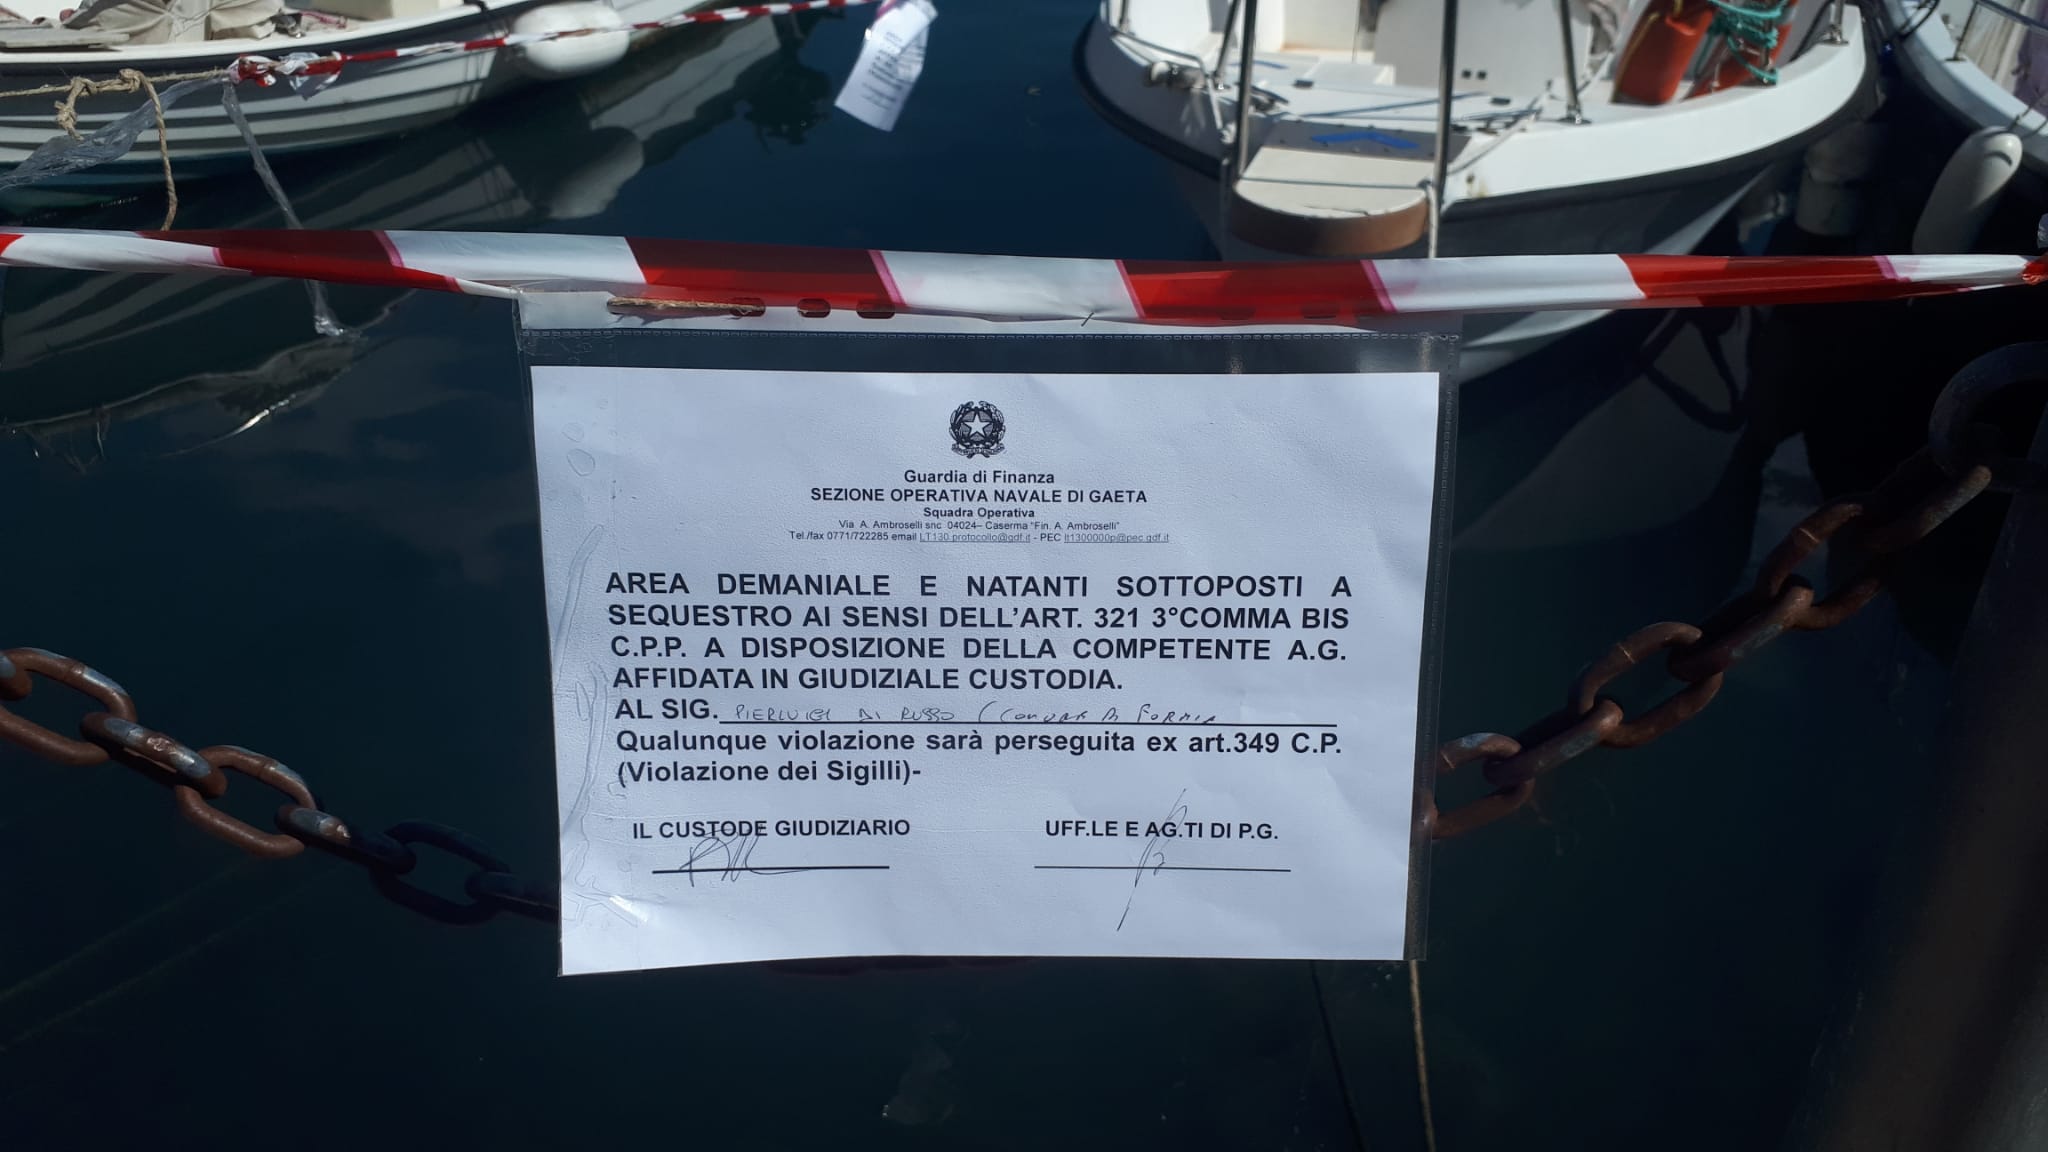 Guardia di Finanza
SEZIONE OPERATIVA NAVALE DI GAETA
Squadra Operativa
Via A. Ambroselli snc 04024– Caserma "Fin. A. Ambroselli"
Tel./fax 0771/722285 email LT130.protocollo@gdf.it - PEC lt1300000p@pec.gdf.it
AREA DEMANIALE E NATANTI SOTTOPOSTI A
SEQUESTRO AI SENSI DELL'ART. 321 3°COMMA BIS
C.P.P. A DISPOSIZIONE DELLA COMPETENTE A.G.
AFFIDATA IN GIUDIZIALE CUSTODIA.
AL SIG. PIERLUIGI DI RUSSO (COMUNE DI FORMIA
Qualunque violazione sarà perseguita ex art.349 C.P.
(Violazione dei Sigilli)-
IL CUSTODE GIUDIZIARIO UFF.LE E AG.TI DI P.G.